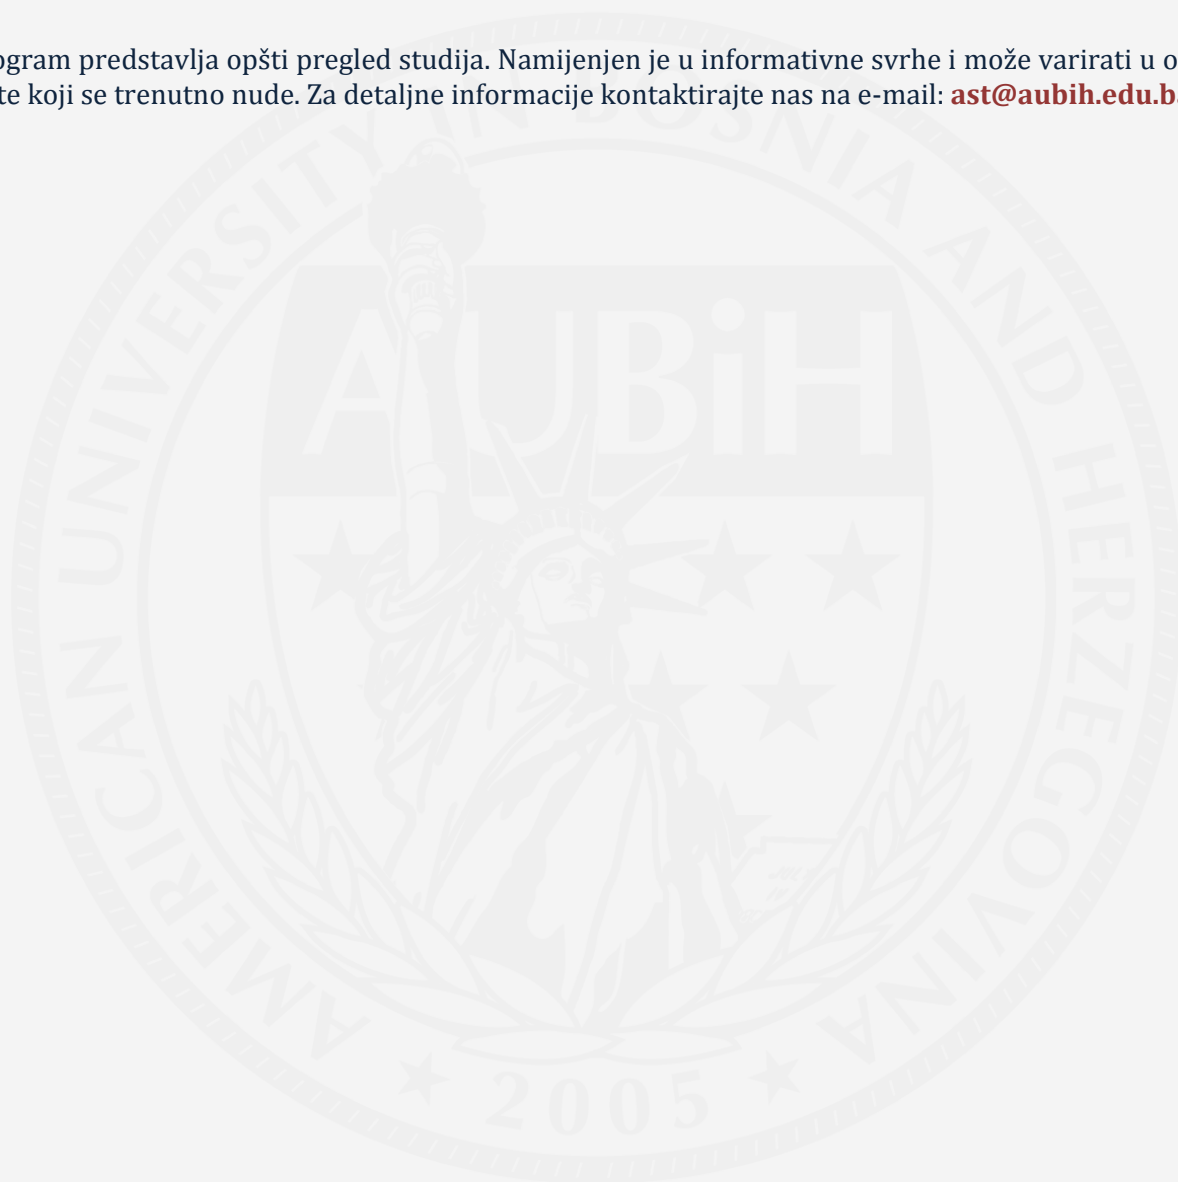 ogram predstavlja opšti pregled studija. Namijenjen je u informativne svrhe i može varirati u o
te koji se trenutno nude. Za detaljne informacije kontaktirajte nas na e-mail: ast@aubih.edu.b
AMERICAN UNIVERSITY IN BOSNIA AND HERZEGOVINA
AUBiH
2005